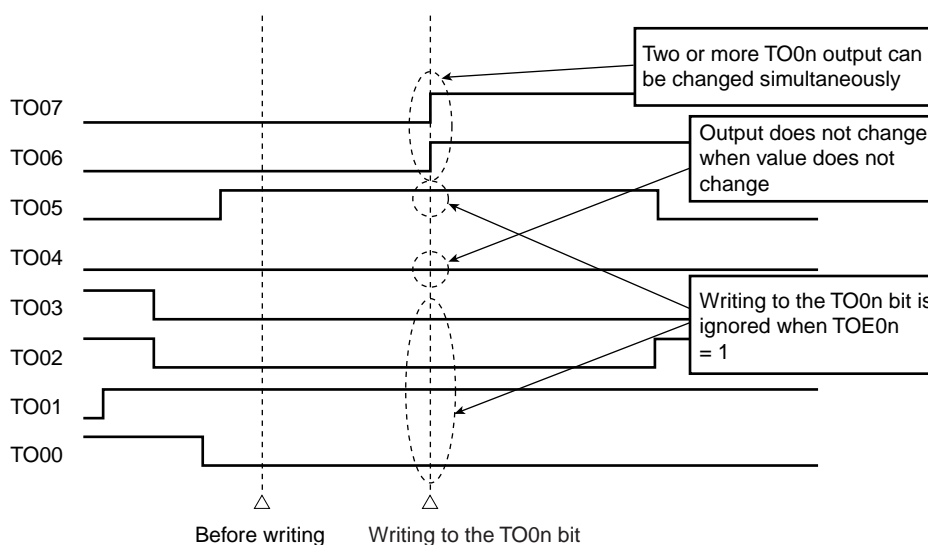 Two or more TO0n output can
be changed simultaneously
TO07
Output does not change
when value does not
change
TO06
TO05
TO04
Writing to the TO0n bit is
ignored when TOE0n
= 1
TO03
TO02
TO01
TO00
Before writing
Writing to the TO0n bit